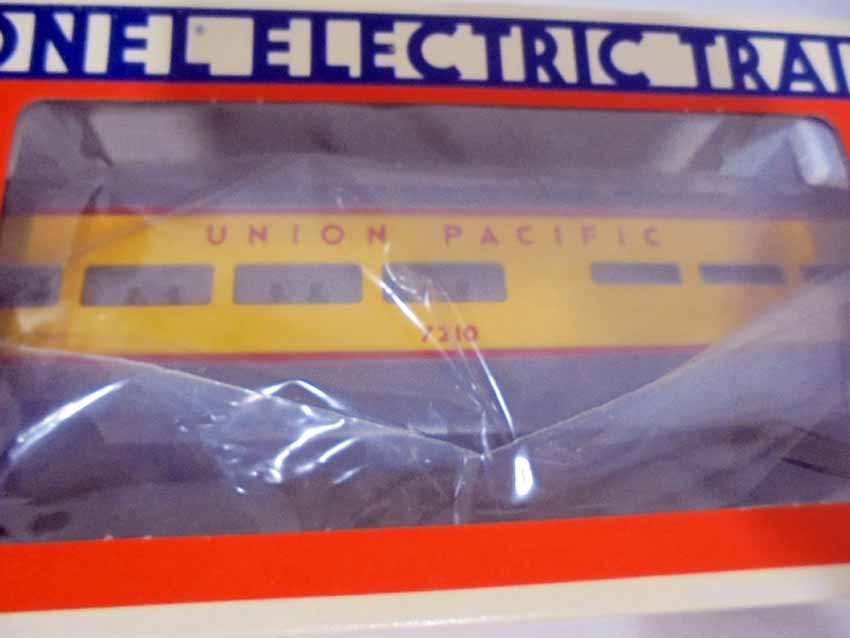 ONEL ELECTRIC TRAI
UNION PACIFIC
7210